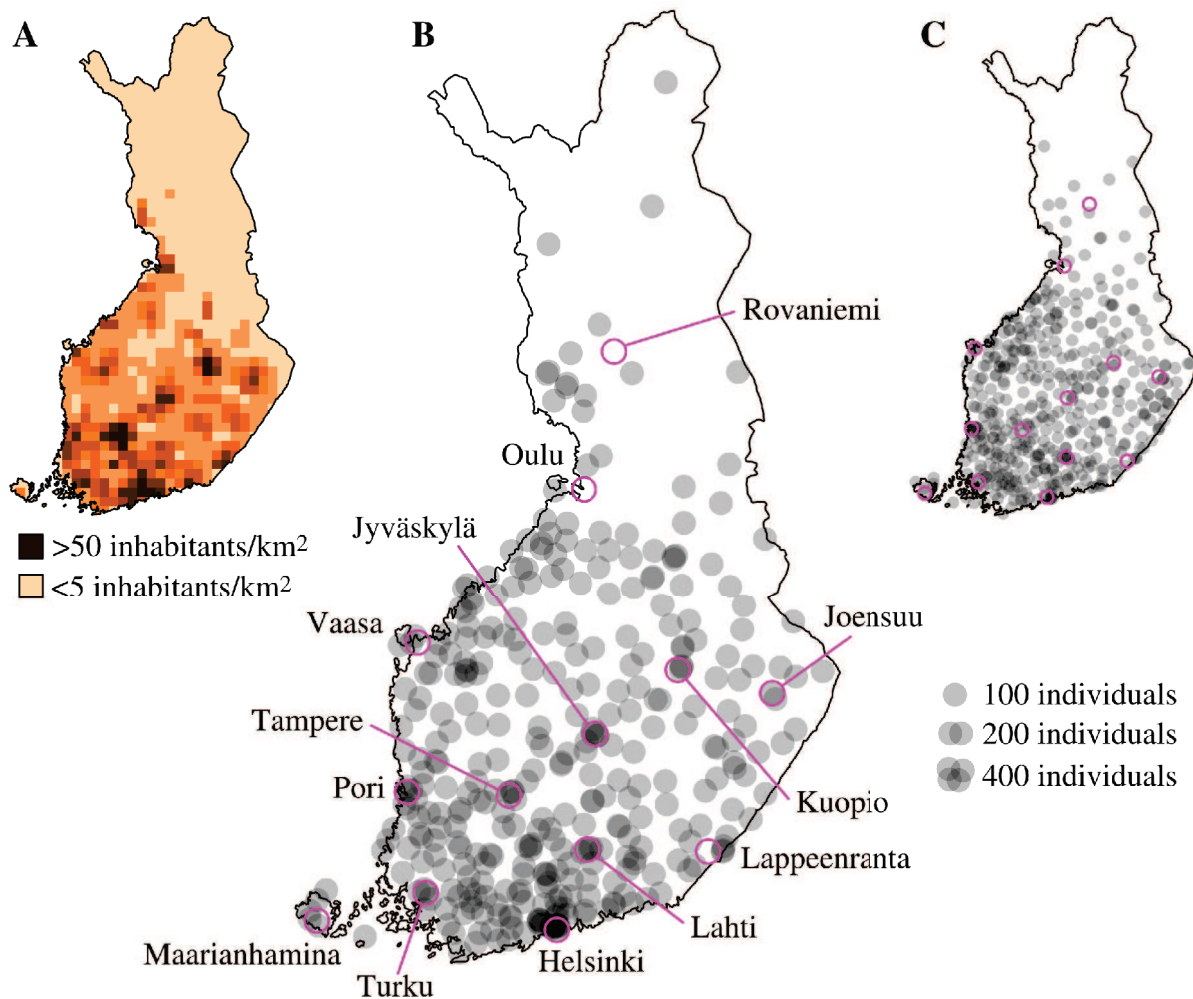 A
B
C
Rovaniemi
Oulu
Jyväskylä
>50 inhabitants/km2
<5 inhabitants/km2
Vaasa
Joensuu
100 individuals
Tampere
200 individuals
400 individuals
Pori
Kuopio
Lappeenranta
Lahti
Maarianhamina
Helsinki
Turku